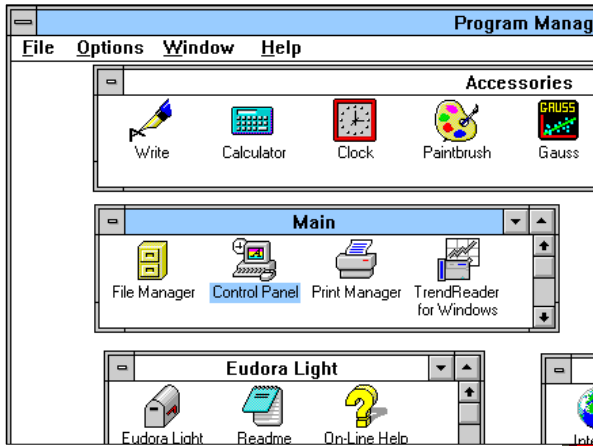 Program Manag
File Options Window Help
Accessories
GAUSS
Write Calculator Clock Paintbrush Gauss
Main
File Manager Control Panel Print Manager TrendReader
for Windows
Eudora Light
Eudora Light Readme On-Line Help Inte